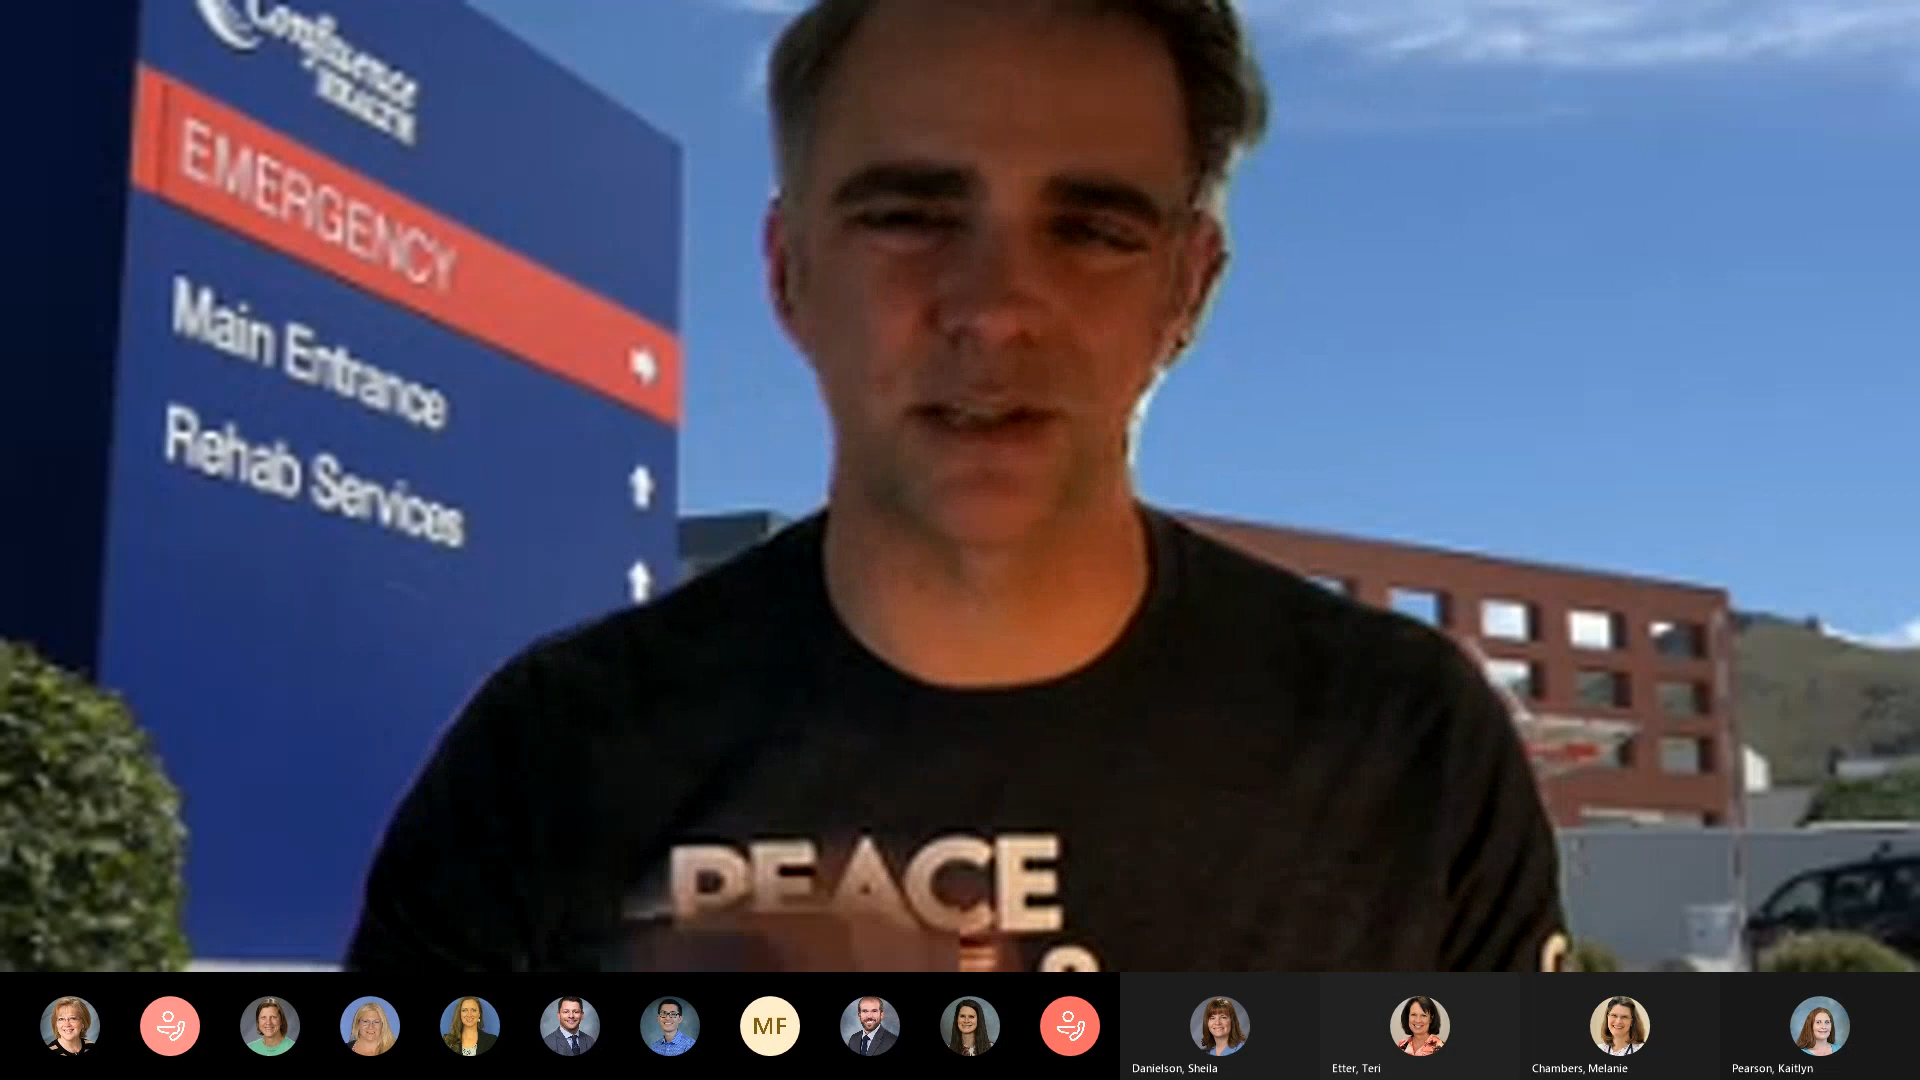 Confluence
HEALTH
EMERGENCY
Main Entrance
Rehab Services
PEACE
MF
Danielson, Sheila
Etter, Teri
Chambers, Melanie
Pearson, Kaitlyn